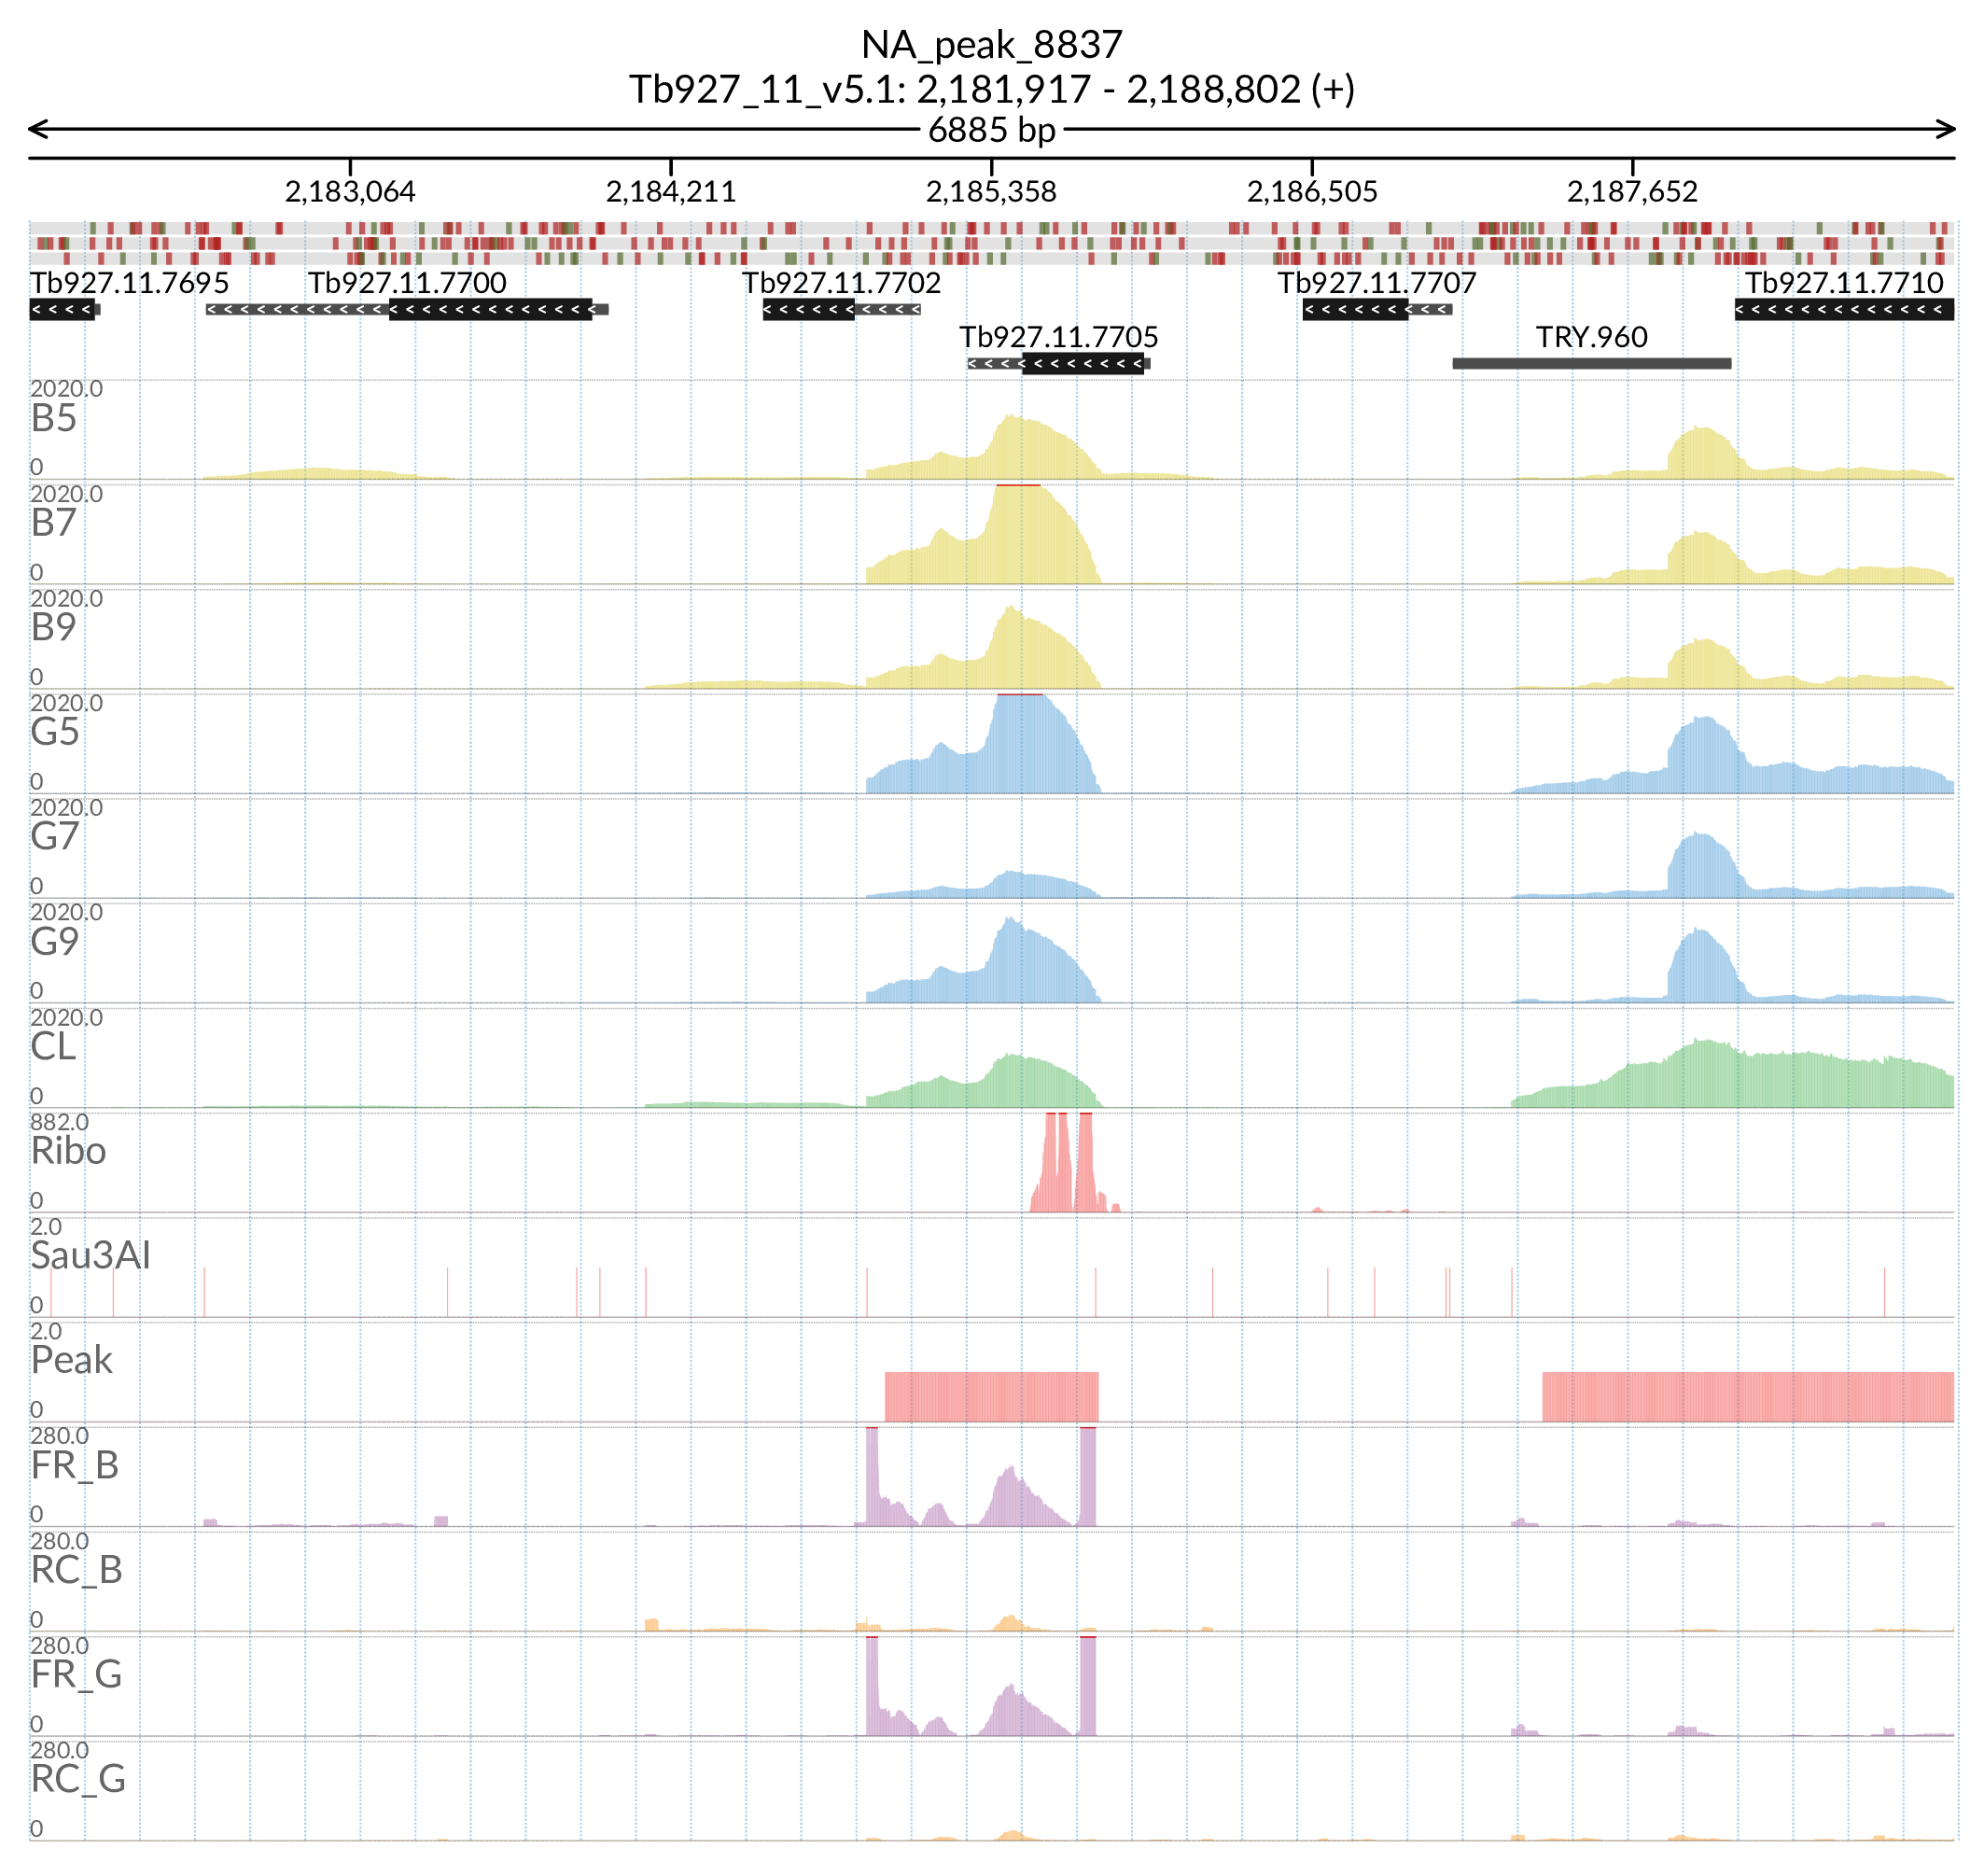 NA_peak_8837
Tb927_11_v5.1: 2,181,917 - 2,188,802 (+)
6885 bp
2,183,064 2,184,211 2,185,358 2,186,505 2,187,652
Tb927.11.7695 Tb927.11.7700 Tb927.11.7702 Tb927.11.7707 Tb927.11.7710
Tb927.11.7705 TRY.960
2020.0
B5
0
2020.0
B7
0
2020.0
B9
0
2020.0
G5
0
2020.0
G7
0
2020.0
G9
0
2020.0
CL
0
882.0
Ribo
0
2.0
Sau3AI
0
2.0
Peak
0
280.0
FR_B
0
280.0
RC_B
0
280.0
FR_G
0
280.0
RC_G
0